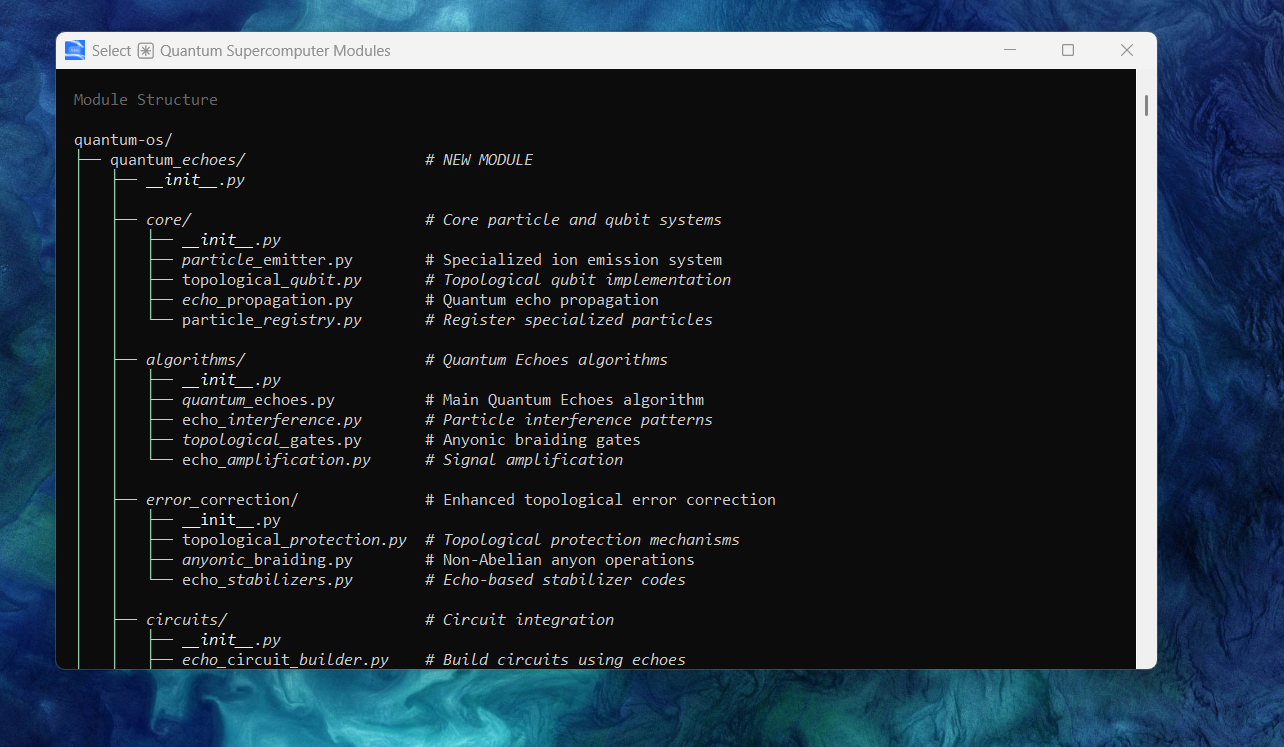 Select Quantum Supercomputer Modules
Module Structure
quantum-os/
├── quantum_echoes/ # NEW MODULE
│ ├── __init__.py
│ ├── core/ # Core particle and qubit systems
│ │ ├── __init__.py
│ │ ├── particle_emitter.py # Specialized ion emission system
│ │ ├── topological_qubit.py # Topological qubit implementation
│ │ ├── echo_propagation.py # Quantum echo propagation
│ │ └── particle_registry.py # Register specialized particles
│ ├── algorithms/ # Quantum Echoes algorithms
│ │ ├── __init__.py
│ │ ├── quantum_echoes.py # Main Quantum Echoes algorithm
│ │ ├── echo_interference.py # Particle interference patterns
│ │ ├── topological_gates.py # Anyonic braiding gates
│ │ └── echo_amplification.py # Signal amplification
│ ├── error_correction/ # Enhanced topological error correction
│ │ ├── __init__.py
│ │ ├── topological_protection.py # Topological protection mechanisms
│ │ ├── anyonic_braiding.py # Non-Abelian anyon operations
│ │ └── echo_stabilizers.py # Echo-based stabilizer codes
│ ├── circuits/ # Circuit integration
│ │ ├── __init__.py
│ │ ├── echo_circuit_builder.py # Build circuits using echoes